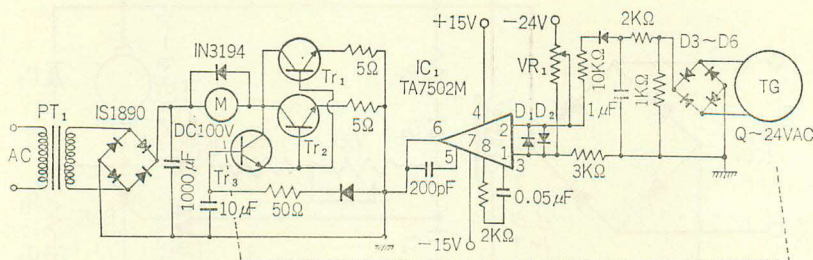 AC
PT₁
IS1890
1000μF
IN3194
M
DC100V
Tr₁
Tr₂
Tr₃
5Ω
5Ω
10μF
50Ω
200pF
IC₁
TA7502M
+15V
−15V
4
6
7
5
8
2
1
3
D₁D₂
2KΩ
0.05μF
−24V
VR₁
10KΩ
1μF
2KΩ
1KΩ
3KΩ
D3~D6
TG
Q~24VAC